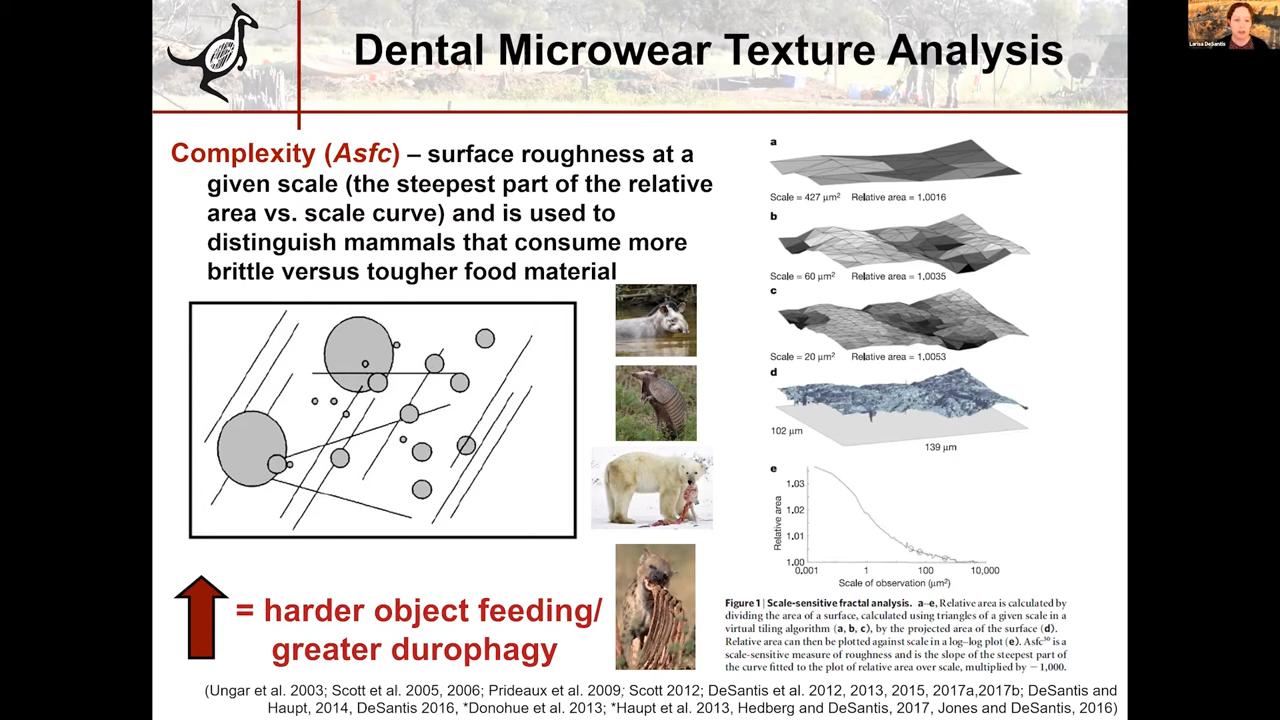 Dental Microwear Texture Analysis
Larisa DeSantis
Complexity (Asfc) – surface roughness at a
given scale (the steepest part of the relative
area vs. scale curve) and is used to
distinguish mammals that consume more
brittle versus tougher food material
= harder object feeding/
greater durophagy
a
Scale = 427 µm² Relative area = 1.0016
b
Scale = 60 µm² Relative area = 1.0035
c
Scale = 20 µm² Relative area = 1.0053
d
102 µm
139 µm
e
Relative area
1.03
1.02
1.01
1.00
0.001 1 100 10,000
Scale of observation (µm²)
Figure 1 | Scale-sensitive fractal analysis. a–e, Relative area is calculated by
dividing the area of a surface, calculated using triangles of a given scale in a
virtual tiling algorithm (a, b, c), by the projected area of the surface (d).
Relative area can then be plotted against scale in a log–log plot (e). Asfc³⁰ is a
scale-sensitive measure of roughness and is the slope of the steepest part of
the curve fitted to the plot of relative area over scale, multiplied by −1,000.
(Ungar et al. 2003; Scott et al. 2005, 2006; Prideaux et al. 2009; Scott 2012; DeSantis et al. 2012, 2013, 2015, 2017a,2017b; DeSantis and
Haupt, 2014, DeSantis 2016, *Donohue et al. 2013; *Haupt et al. 2013, Hedberg and DeSantis, 2017, Jones and DeSantis, 2016)